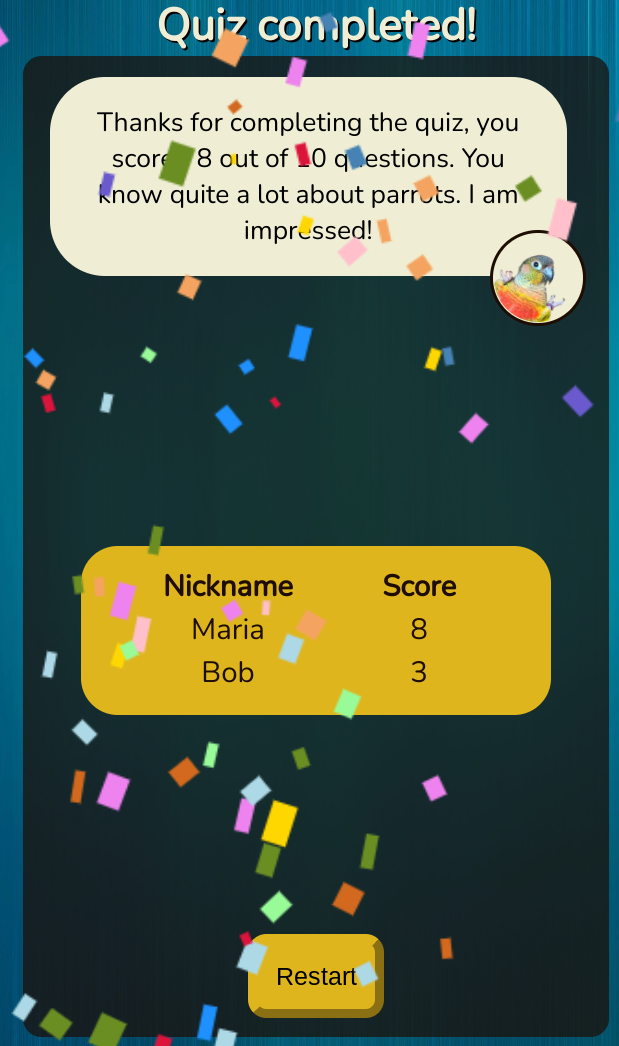 Quiz completed!
Thanks for completing the quiz, you
scored 8 out of 10 questions. You
know quite a lot about parrots. I am
impressed!
Nickname Score
Maria 8
Bob 3
Restart